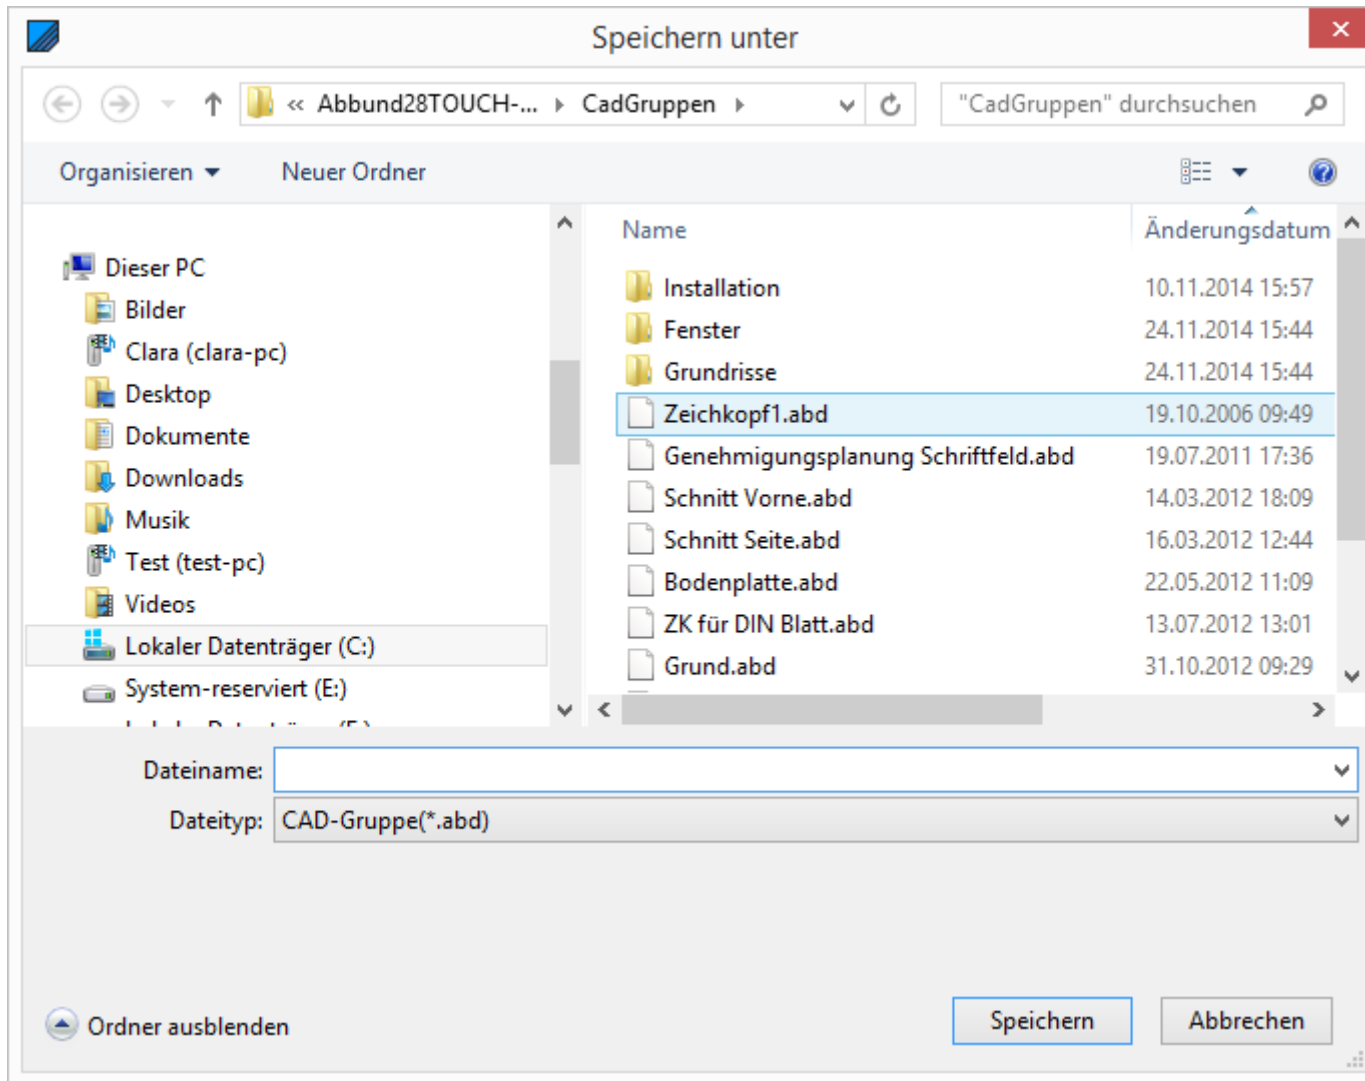 Speichern unter
« Abbund28TOUCH-... CadGruppen
"CadGruppen" durchsuchen
Organisieren Neuer Ordner
Dieser PC
Bilder
Clara (clara-pc)
Desktop
Dokumente
Downloads
Musik
Test (test-pc)
Videos
Lokaler Datenträger (C:)
System-reserviert (E:)
Name Änderungsdatum
Installation 10.11.2014 15:57
Fenster 24.11.2014 15:44
Grundrisse 24.11.2014 15:44
Zeichkopf1.abd 19.10.2006 09:49
Genehmigungsplanung Schriftfeld.abd 19.07.2011 17:36
Schnitt Vorne.abd 14.03.2012 18:09
Schnitt Seite.abd 16.03.2012 12:44
Bodenplatte.abd 22.05.2012 11:09
ZK für DIN Blatt.abd 13.07.2012 13:01
Grund.abd 31.10.2012 09:29
Dateiname:
Dateityp: CAD-Gruppe(*.abd)
Ordner ausblenden
Speichern Abbrechen